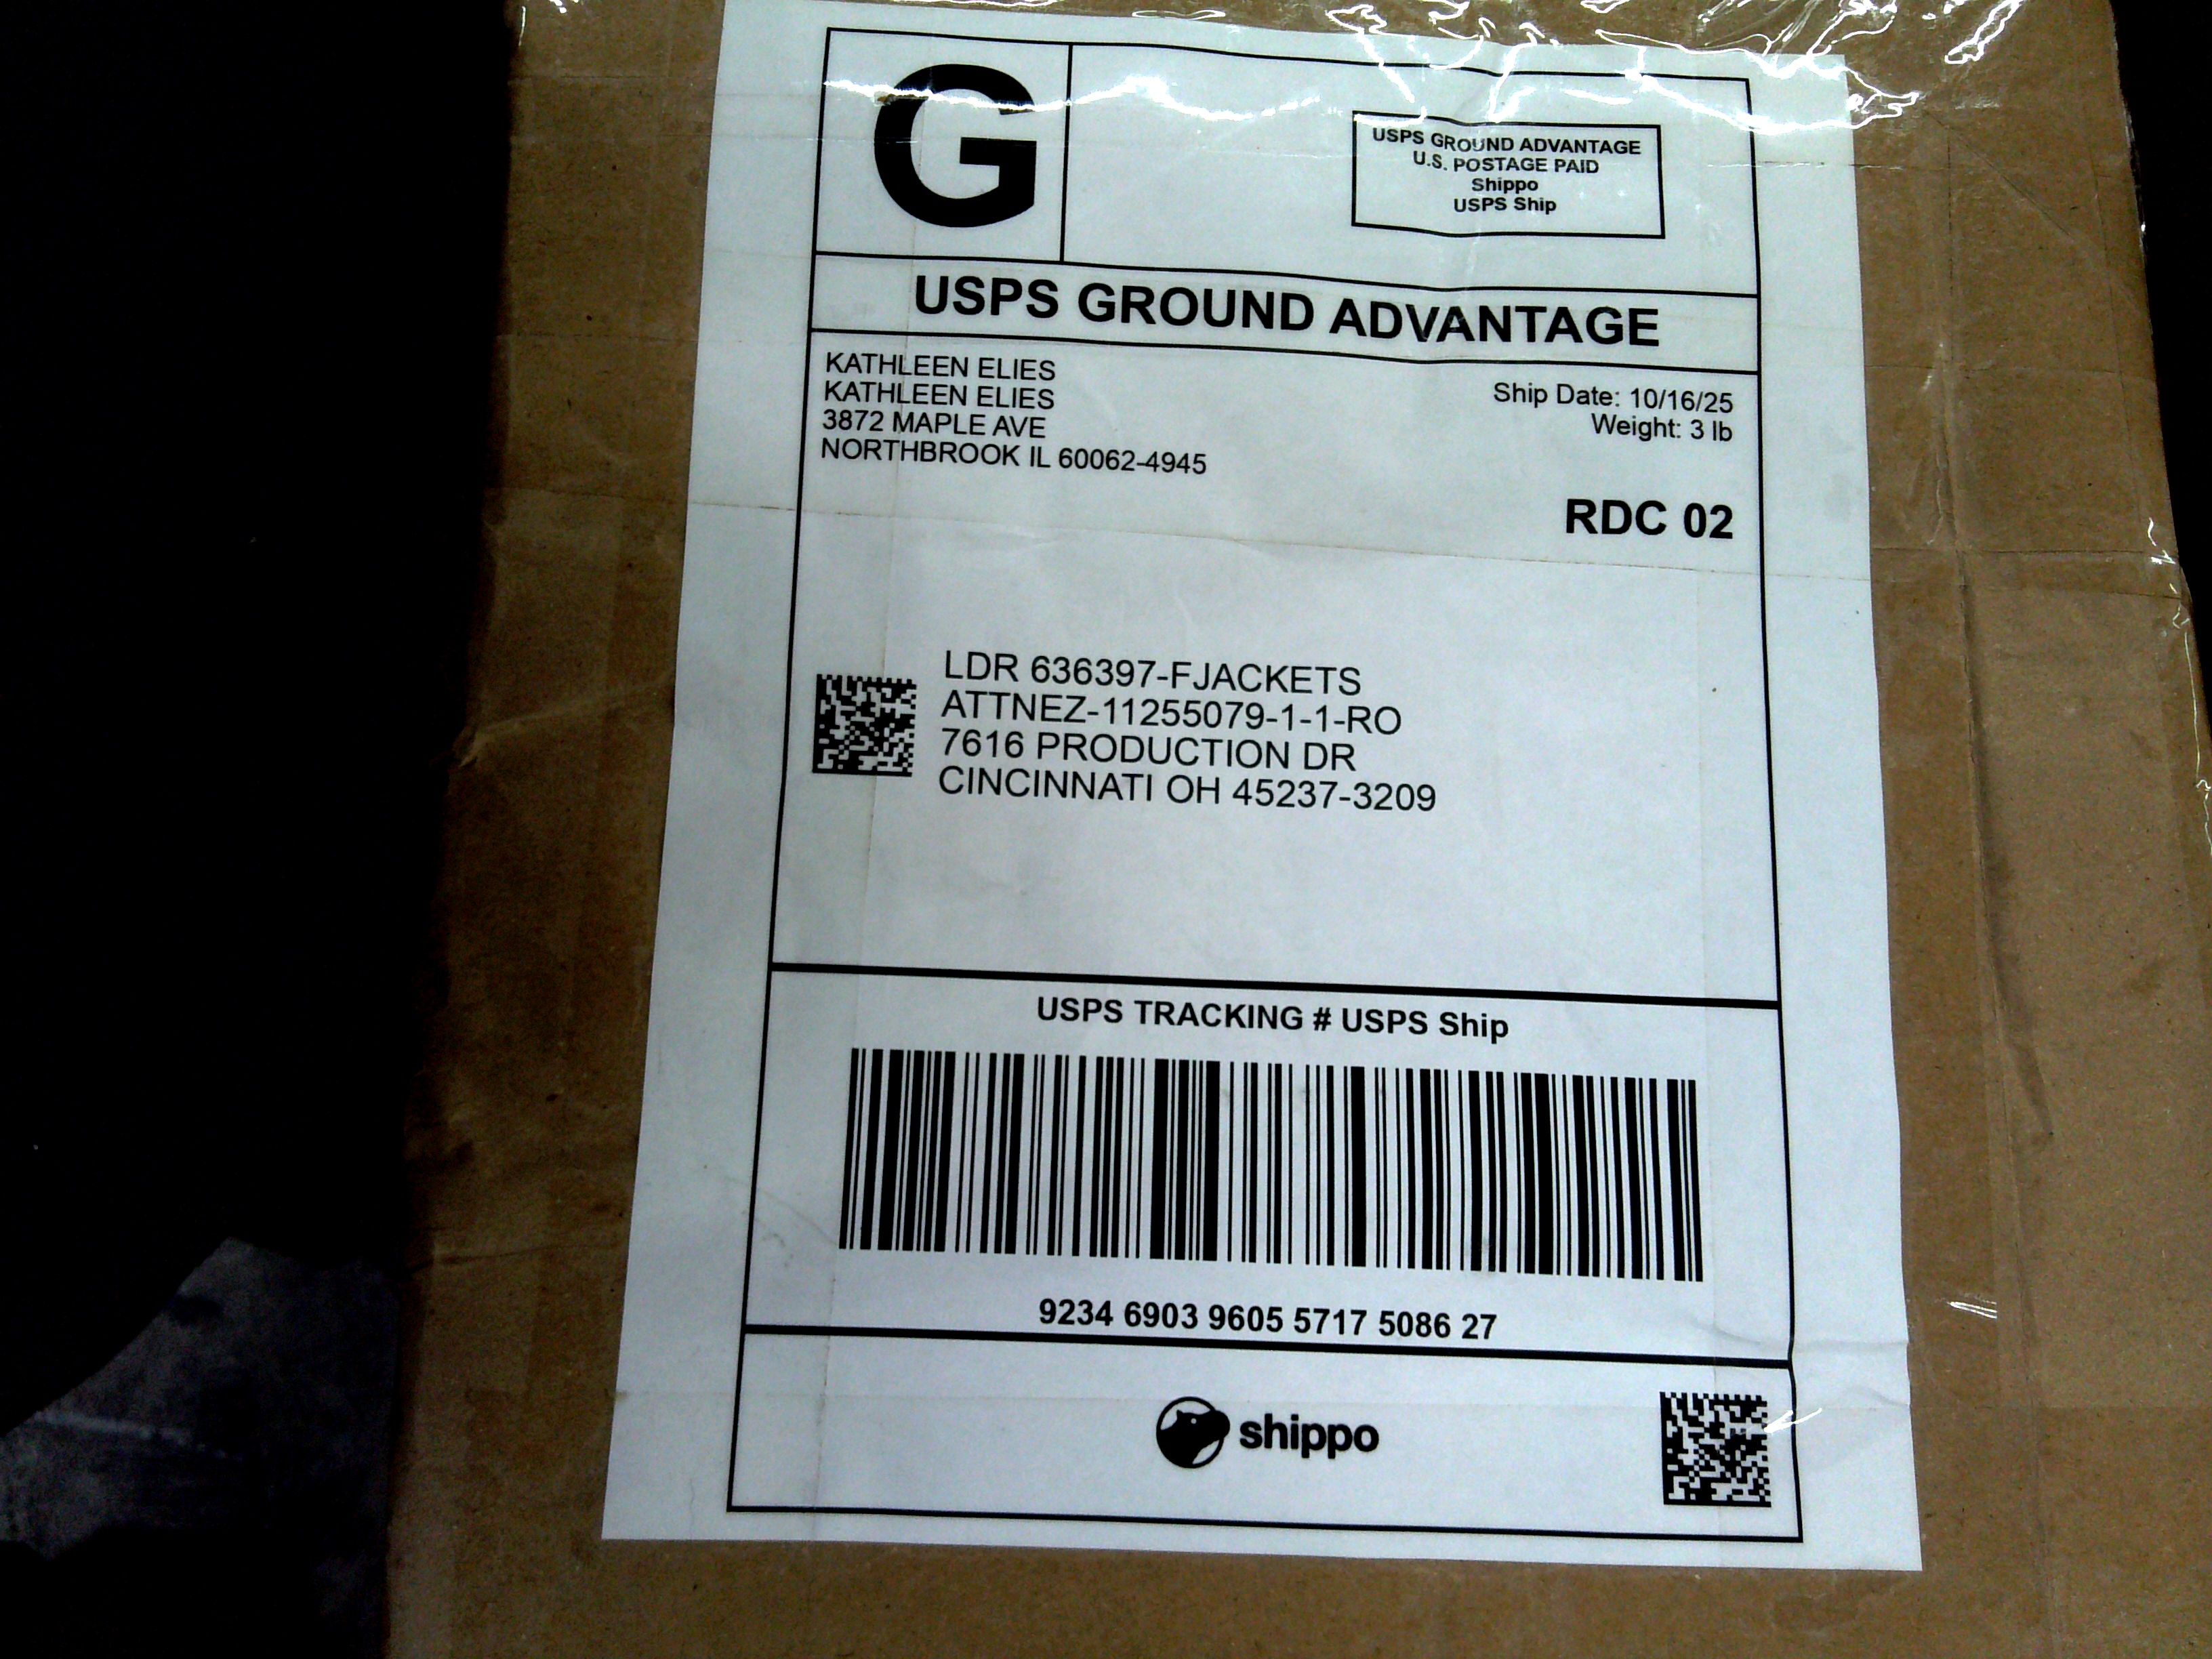 G
USPS GROUND ADVANTAGE
U.S. POSTAGE PAID
Shippo
USPS Ship
USPS GROUND ADVANTAGE
KATHLEEN ELIES
KATHLEEN ELIES
3872 MAPLE AVE
NORTHBROOK IL 60062-4945
Ship Date: 10/16/25
Weight: 3 lb
RDC 02
LDR 636397-FJACKETS
ATTNEZ-11255079-1-1-RO
7616 PRODUCTION DR
CINCINNATI OH 45237-3209
USPS TRACKING # USPS Ship
9234 6903 9605 5717 5086 27
shippo